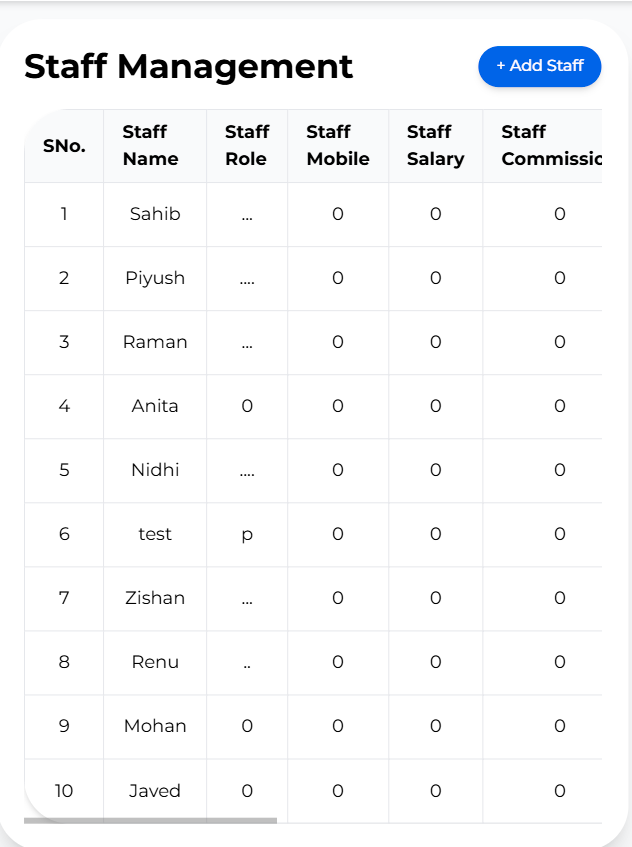 Staff Management
+ Add Staff
SNo. Staff Name Staff Role Staff Mobile Staff Salary Staff Commissio
1 Sahib ... 0 0 0
2 Piyush .... 0 0 0
3 Raman ... 0 0 0
4 Anita 0 0 0 0
5 Nidhi .... 0 0 0
6 test p 0 0 0
7 Zishan ... 0 0 0
8 Renu .. 0 0 0
9 Mohan 0 0 0 0
10 Javed 0 0 0 0